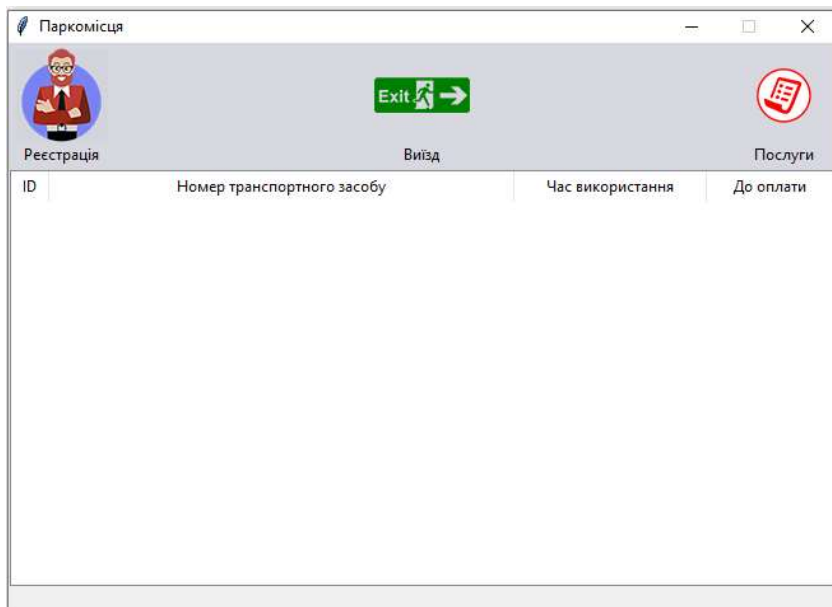 Паркомісця
Exit
Реєстрація Виїзд Послуги
ID Номер транспортного засобу Час використання До оплати